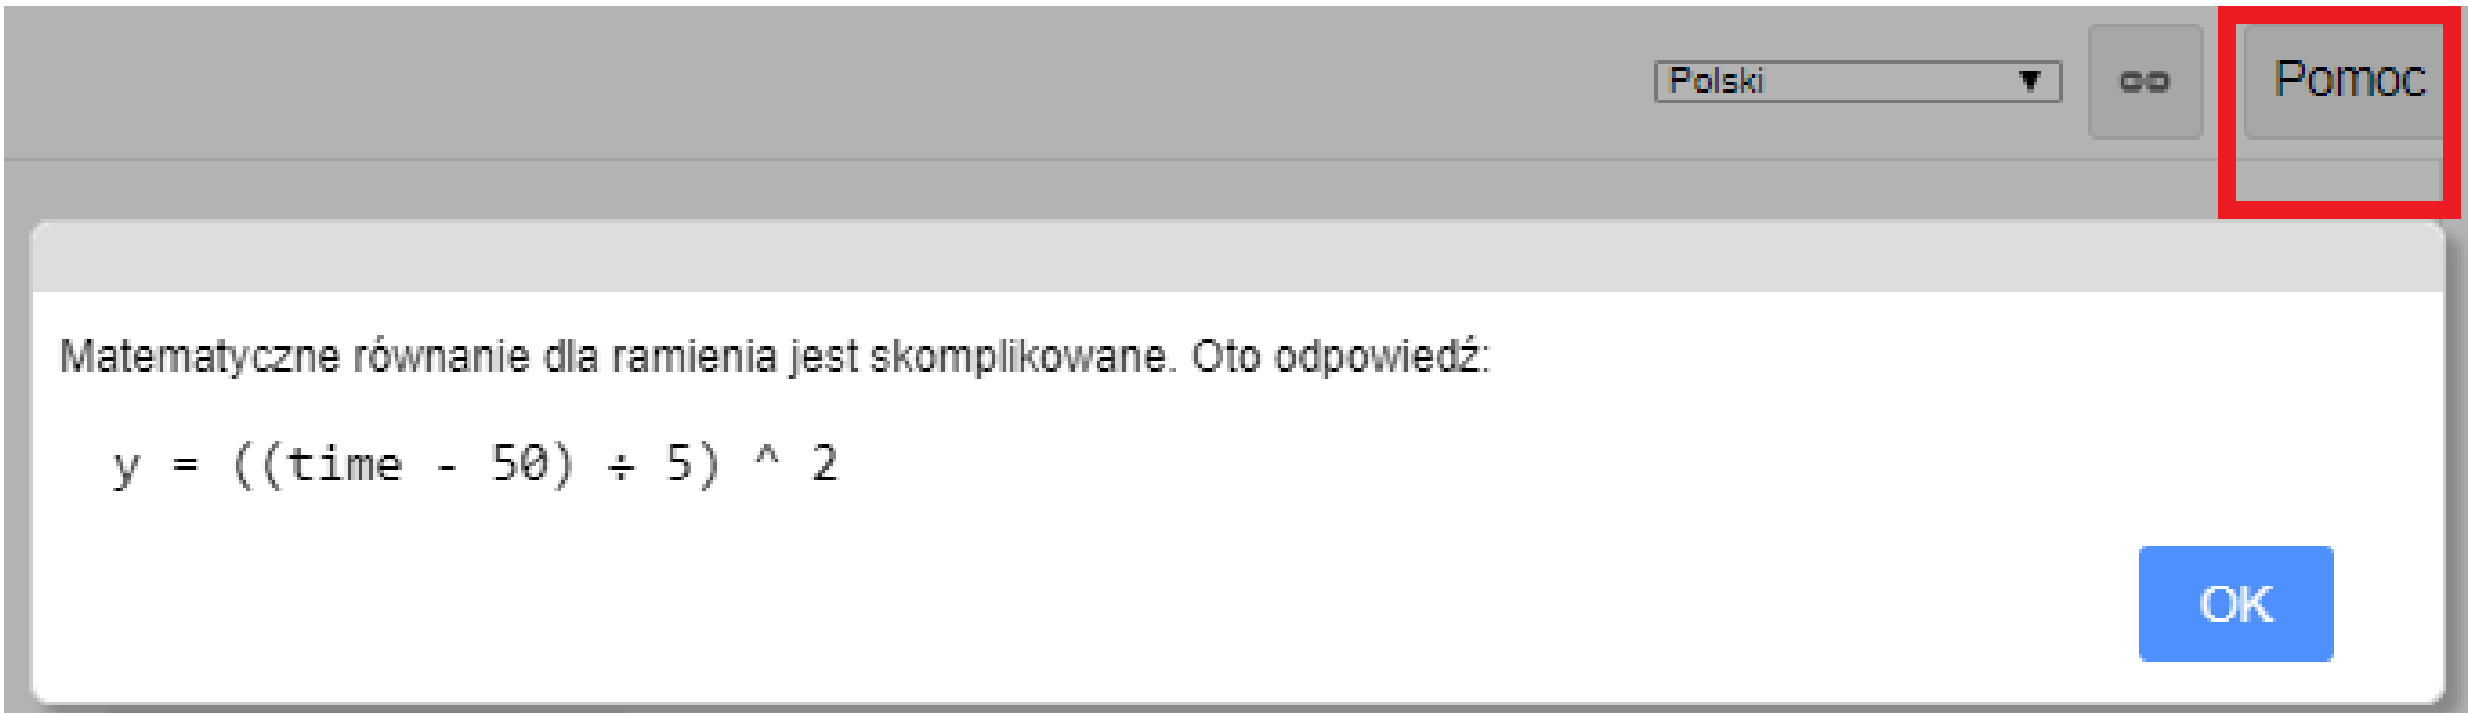 Polski
Pomoc
Matematyczne równanie dla ramienia jest skomplikowane. Oto odpowiedź:
y = ((time - 50) ÷ 5) ^ 2
OK